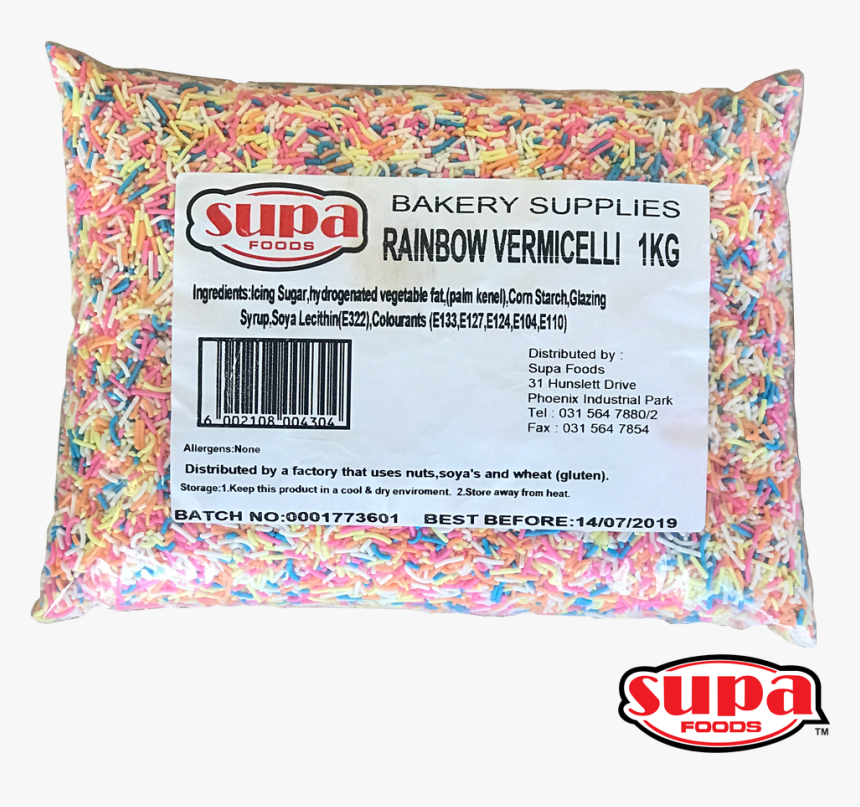 supa
FOODS
BAKERY SUPPLIES
RAINBOW VERMICELLI 1KG
Ingredients:Icing Sugar,hydrogenated vegetable fat,(palm kenel),Corn Starch,Glazing
Syrup,Soya Lecithin(E322),Colourants (E133,E127,E124,E104,E110)
6 002108 004304
Distributed by :
Supa Foods
31 Hunslett Drive
Phoenix Industrial Park
Tel : 031 564 7880/2
Fax : 031 564 7854
Allergens:None
Distributed by a factory that uses nuts,soya's and wheat (gluten).
Storage:1.Keep this product in a cool & dry enviroment. 2.Store away from heat.
BATCH NO:0001773601 BEST BEFORE:14/07/2019
supa
FOODS
TM